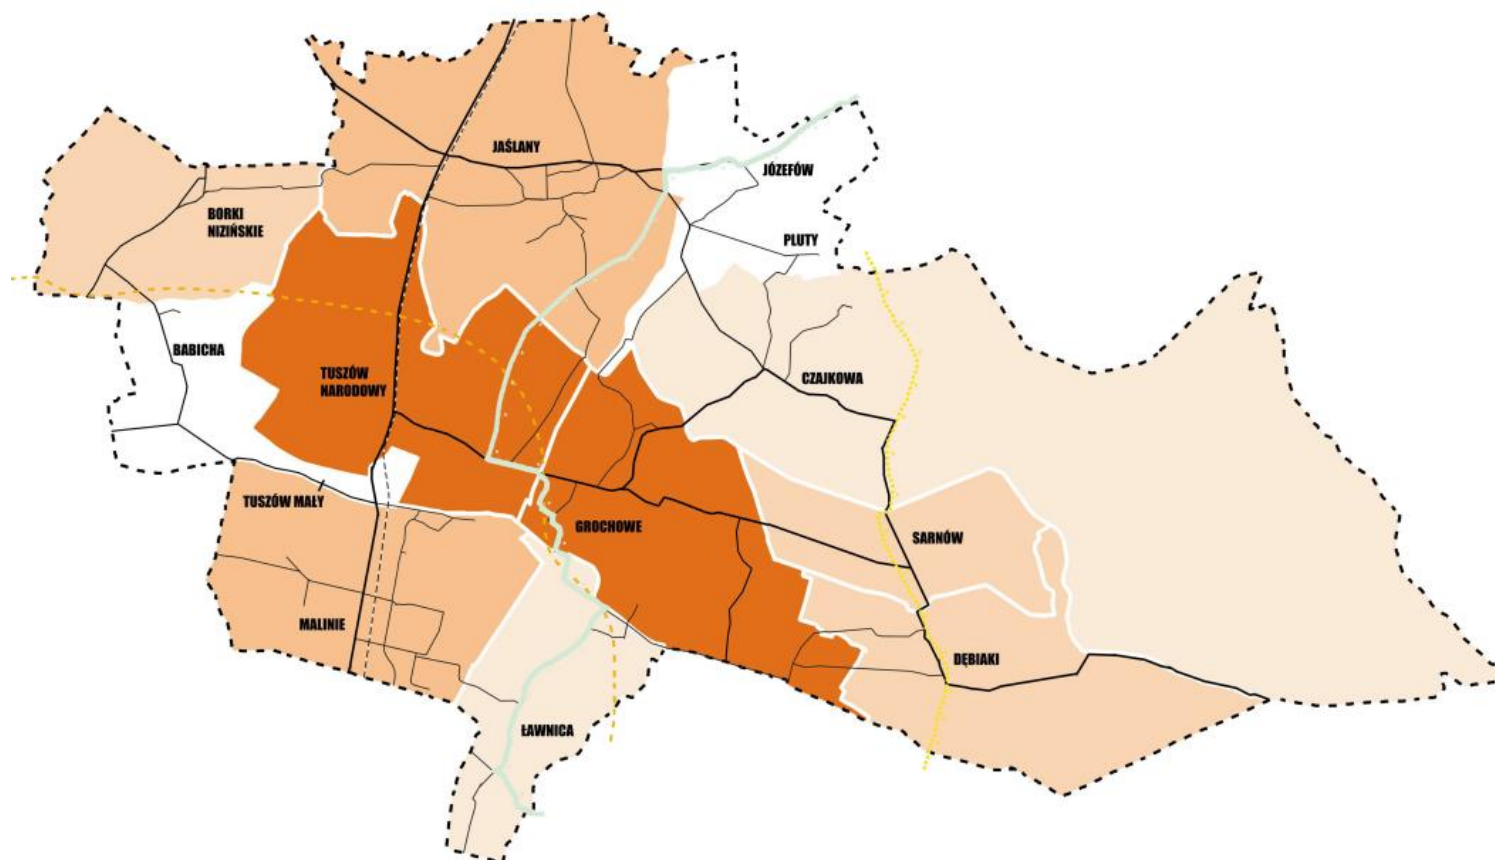 JAŚLANY
JÓZEFÓW
BORKI
NIZIŃSKIE
PLUTY
BABICHA
TUSZÓW
NARODOWY
CZAJKOWA
TUSZÓW MAŁY
GROCHOWE
SARNÓW
MALINIE
DĘBIAKI
ŁAWNICA